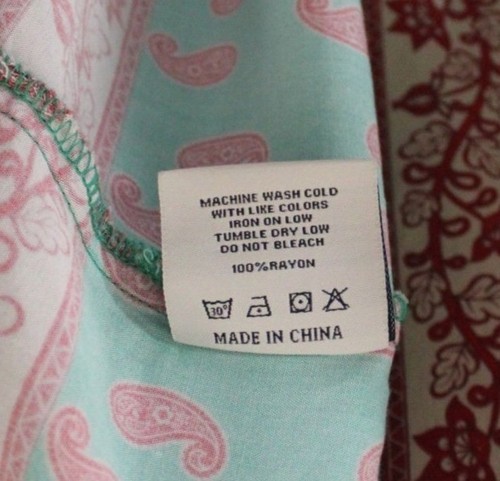 MACHINE WASH COLD
WITH LIKE COLORS
IRON ON LOW
TUMBLE DRY LOW
DO NOT BLEACH
100%RAYON
30°
MADE IN CHINA